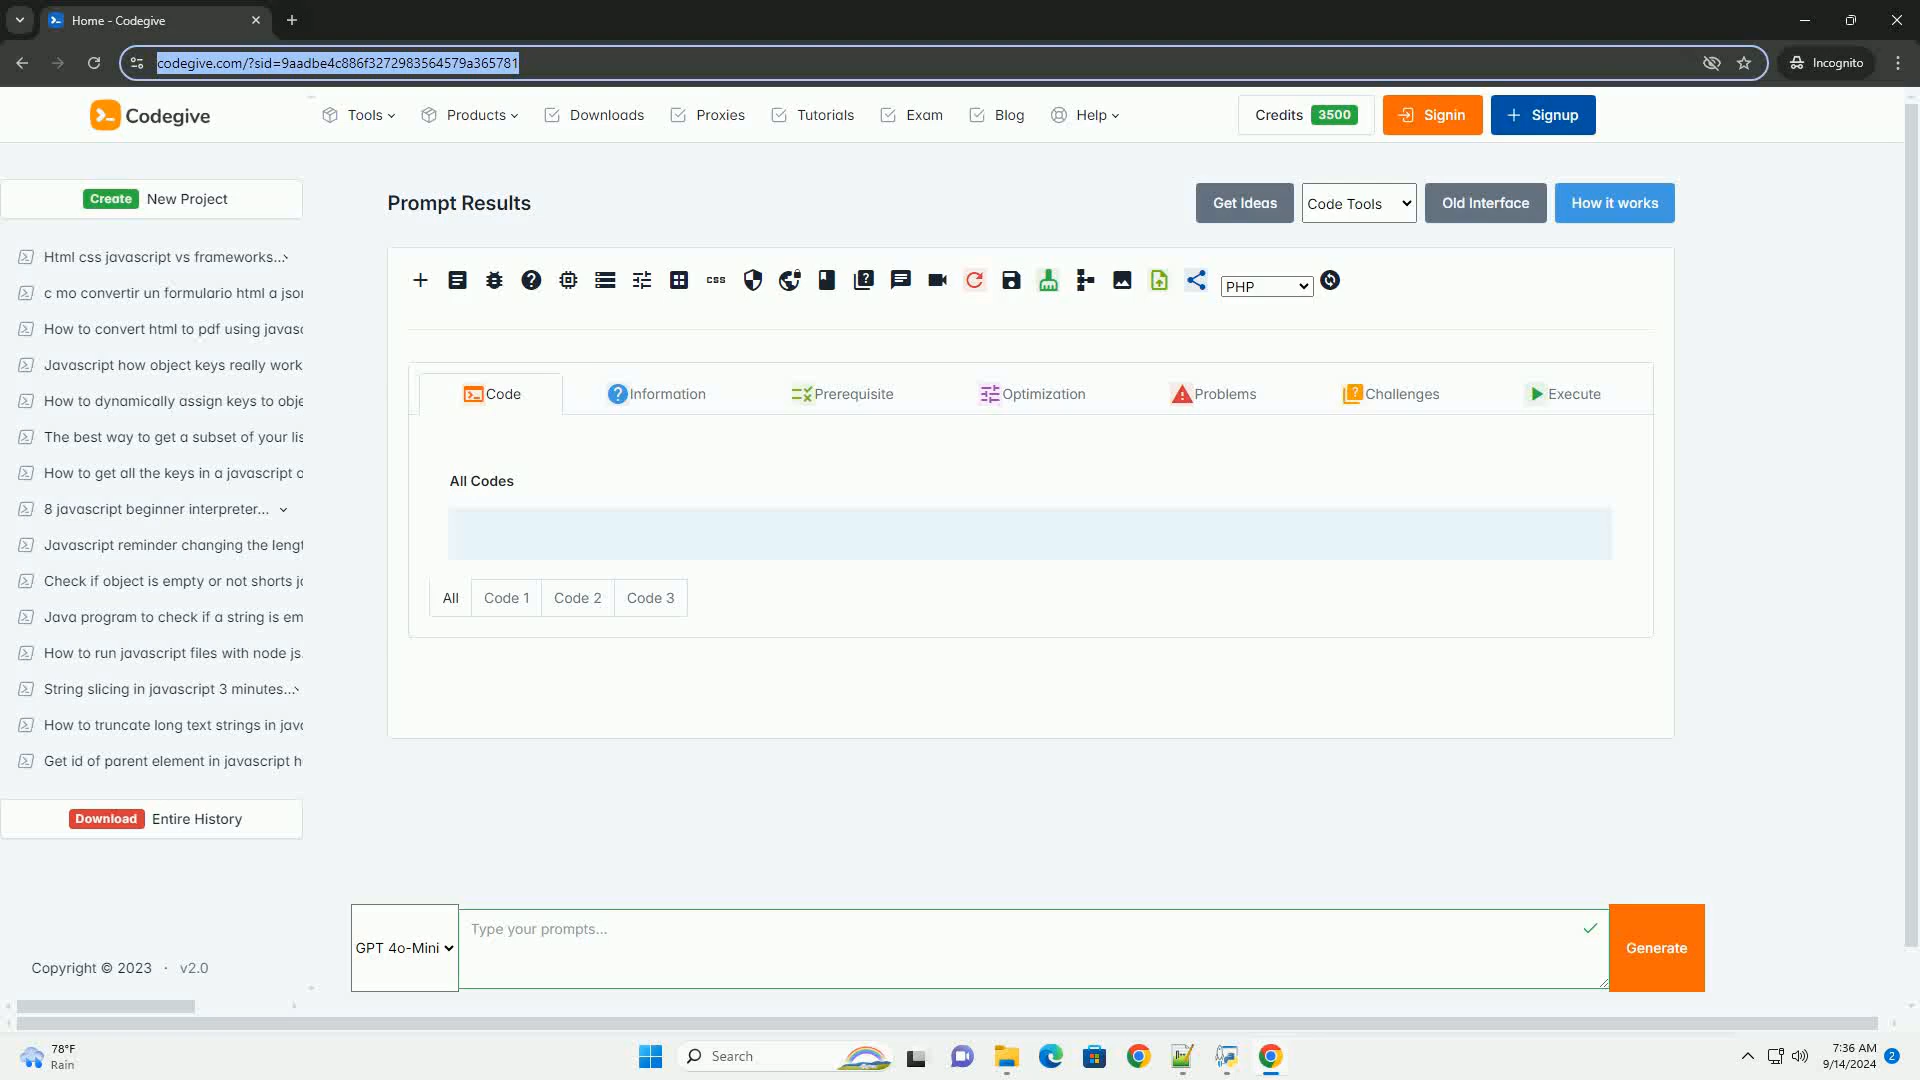 Home - Codegive
codegive.com/?sid=9aadbe4c886f3272983564579a365781
Incognito
Codegive
Tools
Products
Downloads
Proxies
Tutorials
Exam
Blog
Help
Credits 3500
Signin
Signup
Create New Project
Html css javascript vs frameworks...
c mo convertir un formulario html a jsor
How to convert html to pdf using javasc
Javascript how object keys really work
How to dynamically assign keys to obje
The best way to get a subset of your lis
How to get all the keys in a javascript o
8 javascript beginner interpreter...
Javascript reminder changing the lengt
Check if object is empty or not shorts jo
Java program to check if a string is em
How to run javascript files with node js.
String slicing in javascript 3 minutes...
How to truncate long text strings in java
Get id of parent element in javascript h
Download Entire History
Copyright © 2023 · v2.0
Prompt Results
Get Ideas
Code Tools
Old Interface
How it works
css
PHP
Code
Information
Prerequisite
Optimization
Problems
Challenges
Execute
All Codes
All
Code 1
Code 2
Code 3
GPT 4o-Mini
Type your prompts...
Generate
78°F
Rain
Search
7:36 AM
9/14/2024
2